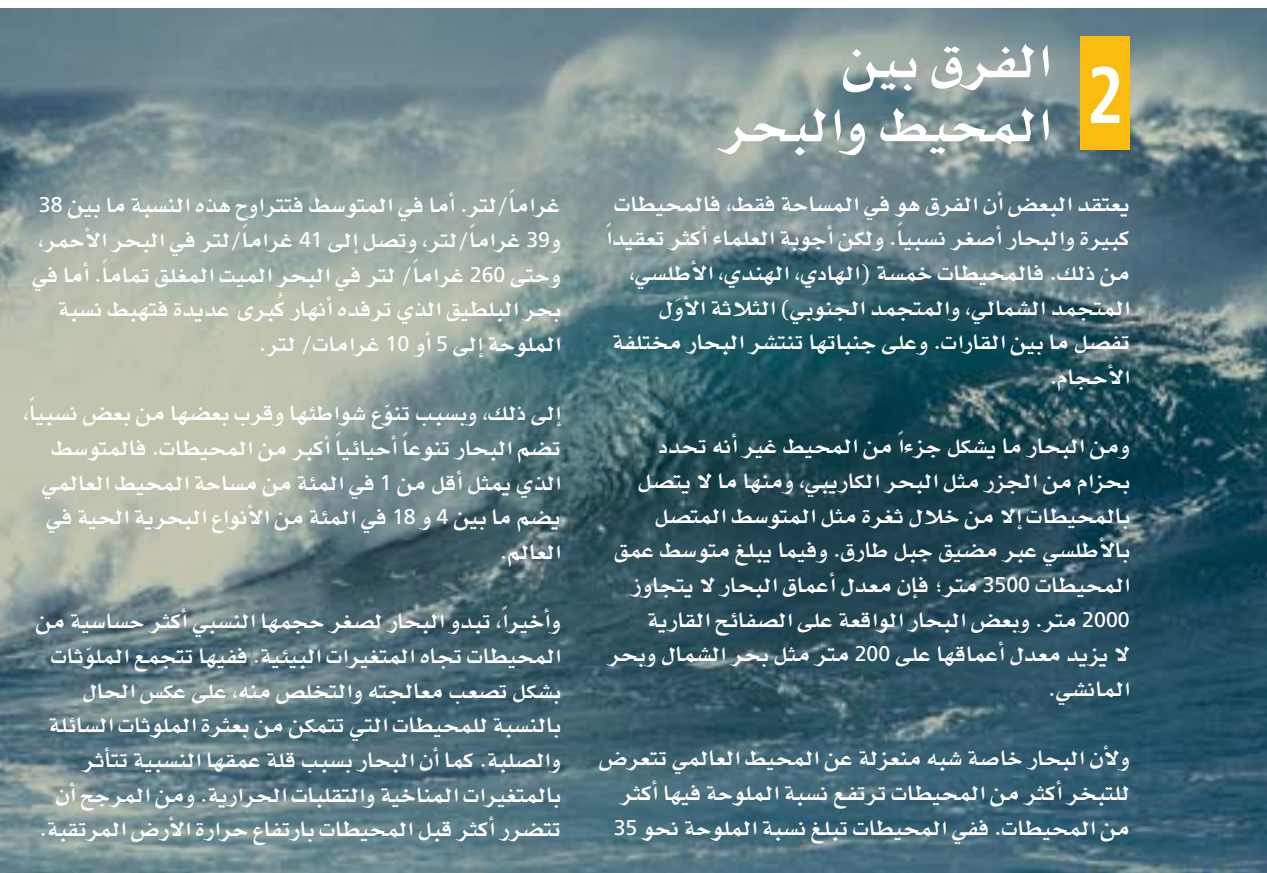 2
الفرق بين
المحيط والبحر
يعتقد البعض أن الفرق هو في المساحة فقط، فالمحيطات
كبيرة والبحار أصغر نسبياً. ولكن أجوبة العلماء أكثر تعقيداً
من ذلك. فالمحيطات خمسة (الهادي، الهندي، الأطلسي،
المتجمد الشمالي، والمتجمد الجنوبي) الثلاثة الأوَل
تفصل ما بين القارات. وعلى جنباتها تنتشر البحار مختلفة
الأحجام.
ومن البحار ما يشكل جزءاً من المحيط غير أنه تحدد
بحزام من الجزر مثل البحر الكاريبي، ومنها ما لا يتصل
بالمحيطات إلا من خلال ثغرة مثل المتوسط المتصل
بالأطلسي عبر مضيق جبل طارق. وفيما يبلغ متوسط عمق
المحيطات 3500 متر؛ فإن معدل أعماق البحار لا يتجاوز
2000 متر. وبعض البحار الواقعة على الصفائح القارية
لا يزيد معدل أعماقها على 200 متر مثل بحر الشمال وبحر
المانشي.
ولأن البحار خاصة شبه منعزلة عن المحيط العالمي تتعرض
للتبخر أكثر من المحيطات ترتفع نسبة الملوحة فيها أكثر
من المحيطات. ففي المحيطات تبلغ نسبة الملوحة نحو 35
غراماً/لتر. أما في المتوسط فتتراوح هذه النسبة ما بين 38
و39 غراماً/لتر، وتصل إلى 41 غراماً/لتر في البحر الأحمر،
وحتى 260 غراماً/ لتر في البحر الميت المغلق تماماً. أما في
بحر البلطيق الذي ترفده أنهار كُبرى عديدة فتهبط نسبة
الملوحة إلى 5 أو 10 غرامات/ لتر.
إلى ذلك، وبسبب تنوّع شواطئها وقرب بعضها من بعض نسبياً،
تضم البحار تنوعاً أحيائياً أكبر من المحيطات. فالمتوسط
الذي يمثل أقل من 1 في المئة من مساحة المحيط العالمي
يضم ما بين 4 و 18 في المئة من الأنواع البحرية الحية في
العالم.
وأخيراً، تبدو البحار لصغر حجمها النسبي أكثر حساسية من
المحيطات تجاه المتغيرات البيئية. ففيها تتجمع الملوّثات
بشكل تصعب معالجته والتخلص منه، على عكس الحال
بالنسبة للمحيطات التي تتمكن من بعثرة الملوثات السائلة
والصلبة. كما أن البحار بسبب قلة عمقها النسبية تتأثر
بالمتغيرات المناخية والتقلبات الحرارية. ومن المرجح أن
تتضرر أكثر قبل المحيطات بارتفاع حرارة الأرض المرتقبة.